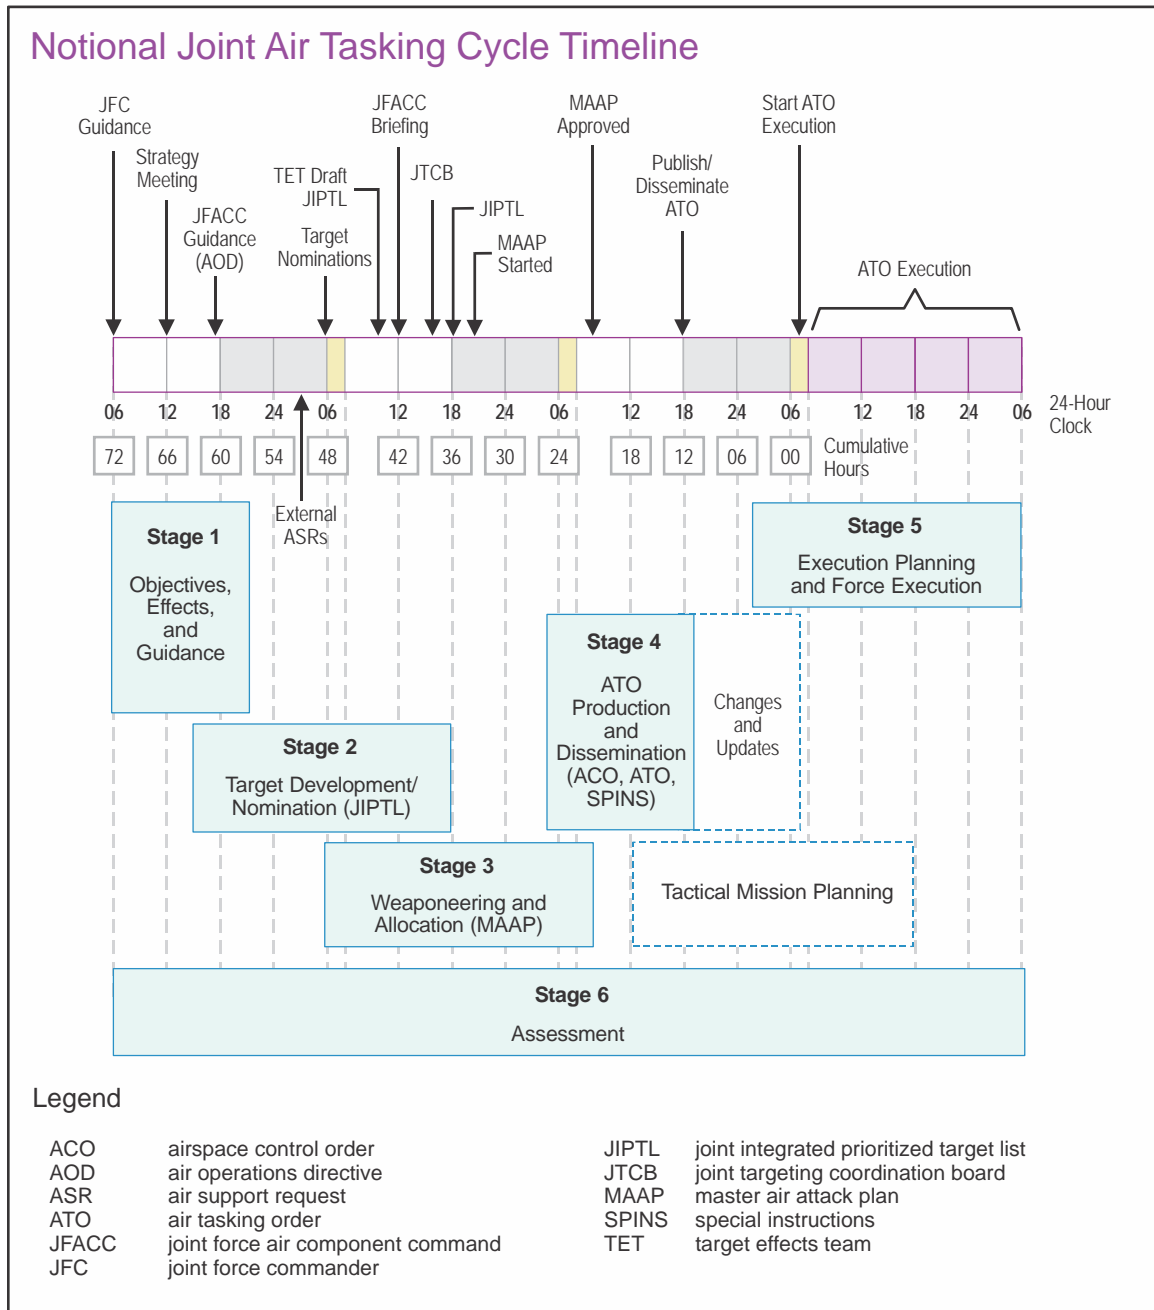 Notional Joint Air Tasking Cycle Timeline
JFC
Guidance
Strategy
Meeting
JFACC
Guidance
(AOD)
Target
Nominations
TET Draft
JIPTL
JFACC
Briefing
JTCB
JIPTL
MAAP
Started
MAAP
Approved
Publish/
Disseminate
ATO
Start ATO
Execution
ATO Execution
06 12 18 24 06 12 18 24 06 12 18 24 06 12 18 24 06
24-Hour
Clock
72 66 60 54 48 42 36 30 24 18 12 06 00
Cumulative
Hours
External
ASRs
Stage 1
Objectives,
Effects,
and
Guidance
Stage 5
Execution Planning
and Force Execution
Stage 4
ATO
Production
and
Dissemination
(ACO, ATO,
SPINS)
Changes
and
Updates
Stage 2
Target Development/
Nomination (JIPTL)
Stage 3
Weaponeering and
Allocation (MAAP)
Tactical Mission Planning
Stage 6
Assessment
Legend
ACO airspace control order
AOD air operations directive
ASR air support request
ATO air tasking order
JFACC joint force air component command
JFC joint force commander
JIPTL joint integrated prioritized target list
JTCB joint targeting coordination board
MAAP master air attack plan
SPINS special instructions
TET target effects team